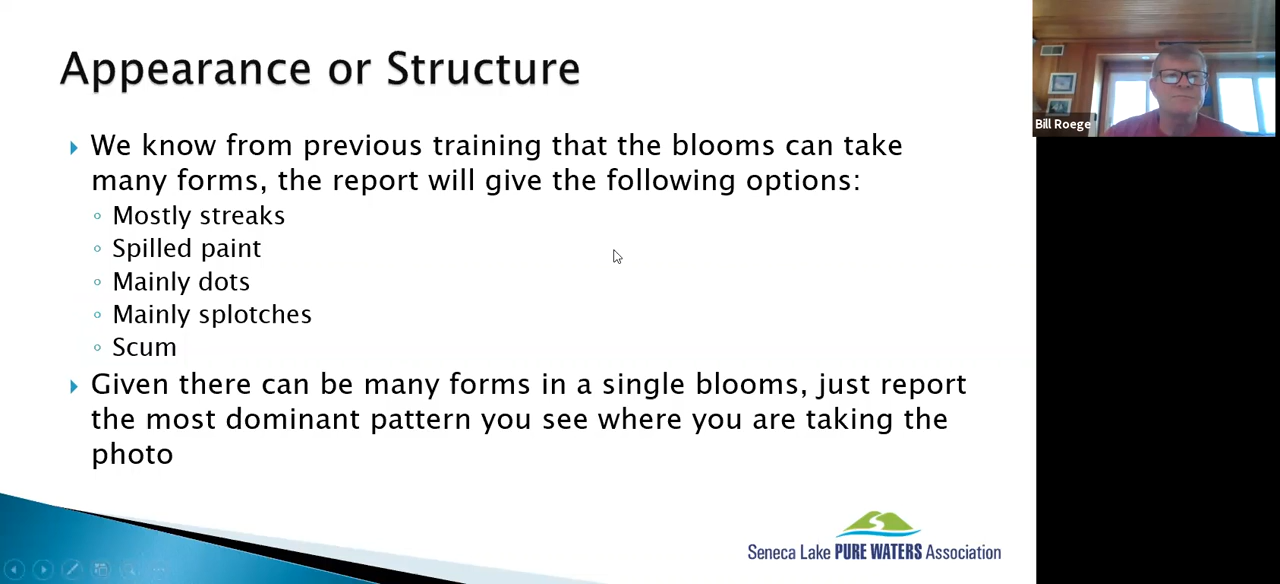 Appearance or Structure
We know from previous training that the blooms can take
many forms, the report will give the following options:
Mostly streaks
Spilled paint
Mainly dots
Mainly splotches
Scum
Given there can be many forms in a single blooms, just report
the most dominant pattern you see where you are taking the
photo
Seneca Lake PURE WATERS Association
Bill Roege